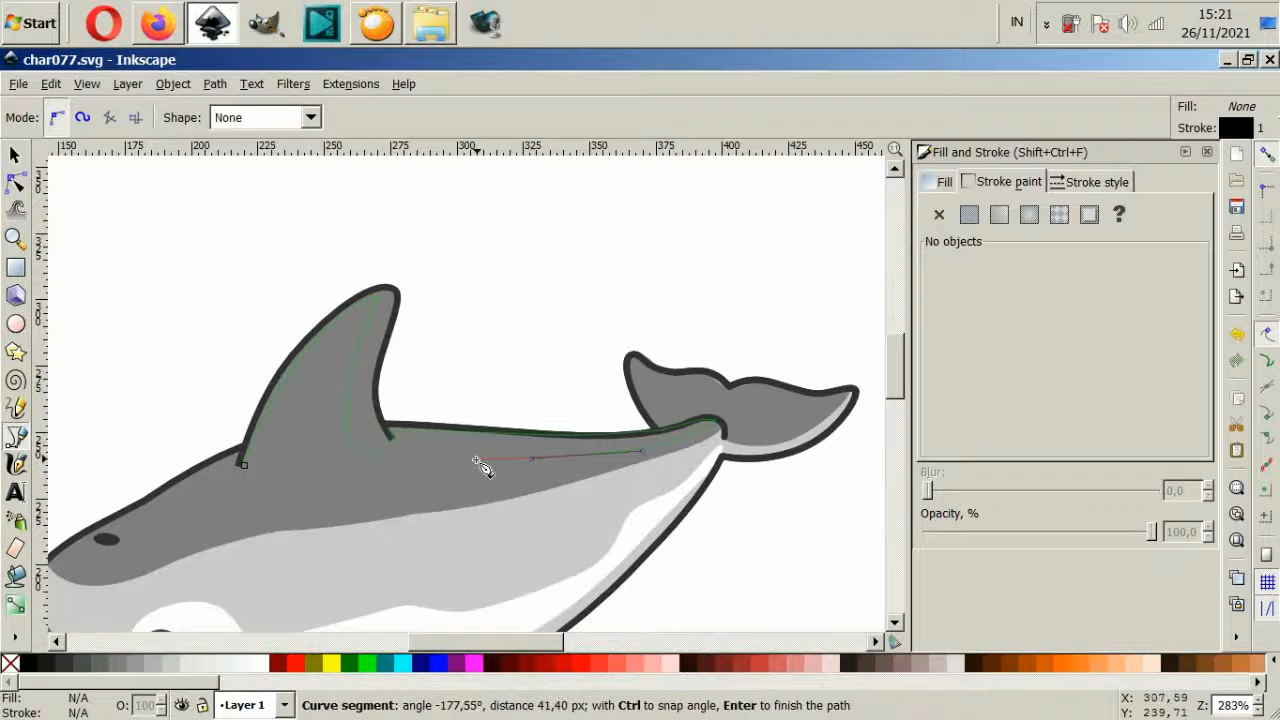 Start
IN
15:21
26/11/2021
char077.svg - Inkscape
File Edit View Layer Object Path Text Filters Extensions Help
Mode:
Shape:
None
Fill: None
Stroke: 1
150 175 200 225 250 275 300 325 350 375 400 425 450
Fill and Stroke (Shift+Ctrl+F)
Fill
Stroke paint
Stroke style
?
No objects
Blur:
0,0
Opacity, %
100,0
Fill: N/A
Stroke: N/A
O: 100
•Layer 1
Curve segment: angle -177,55°, distance 41,40 px; with Ctrl to snap angle, Enter to finish the path
X: 307,59
Y: 239,71
Z: 283%